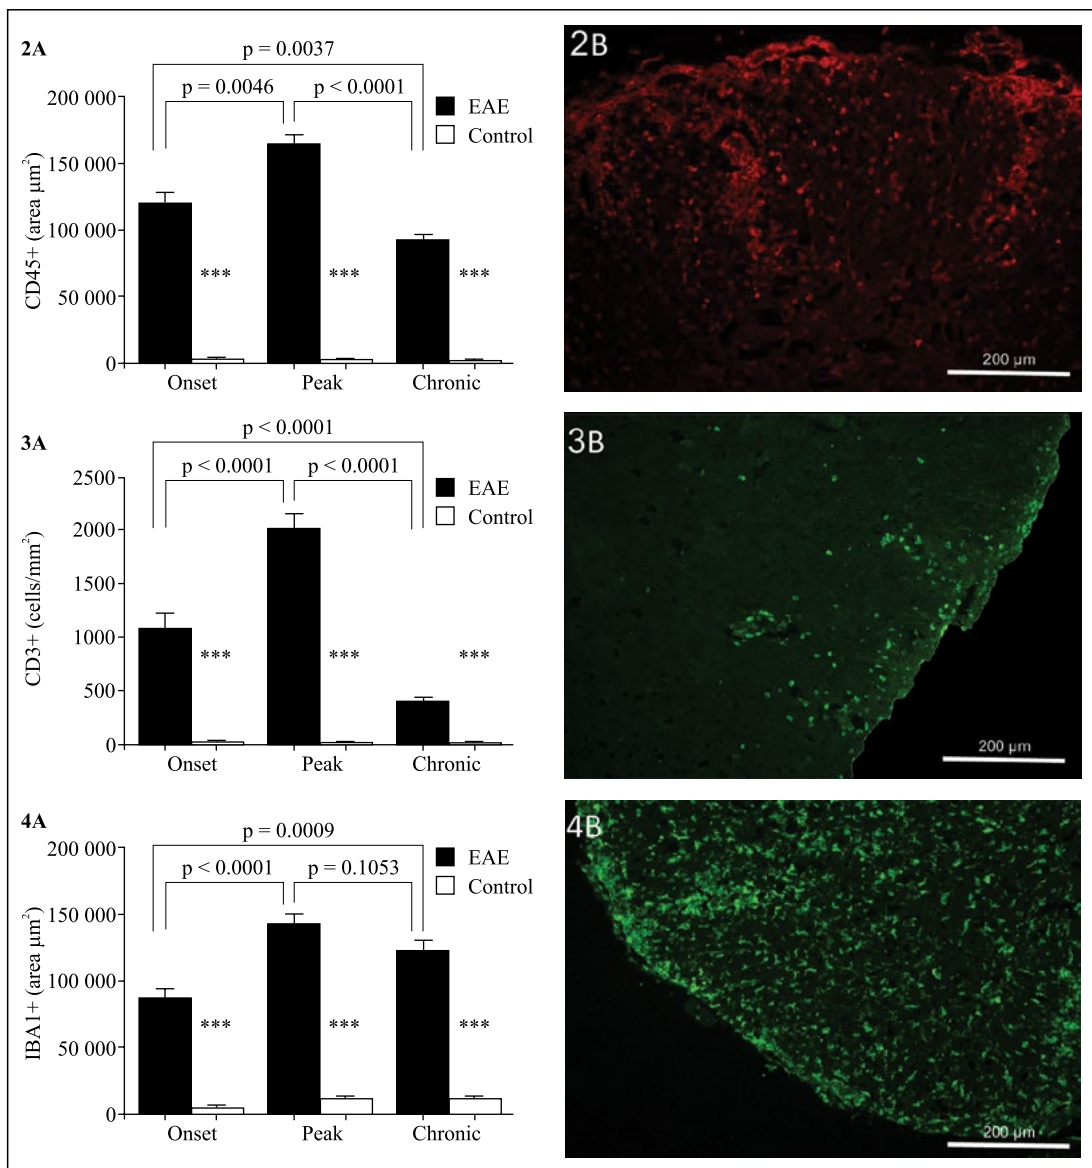 2A
p = 0.0037
p = 0.0046 p < 0.0001
EAE
Control
CD45+ (area μm²)
200 000
150 000
100 000
50 000
0
*** *** ***
Onset Peak Chronic
2B
200 μm
3A
p < 0.0001
p < 0.0001 p < 0.0001
EAE
Control
CD3+ (cells/mm²)
2500
2000
1500
1000
500
0
*** *** ***
Onset Peak Chronic
3B
200 μm
4A
p = 0.0009
p < 0.0001 p = 0.1053
EAE
Control
IBA1+ (area μm²)
200 000
150 000
100 000
50 000
0
*** *** ***
Onset Peak Chronic
4B
200 μm